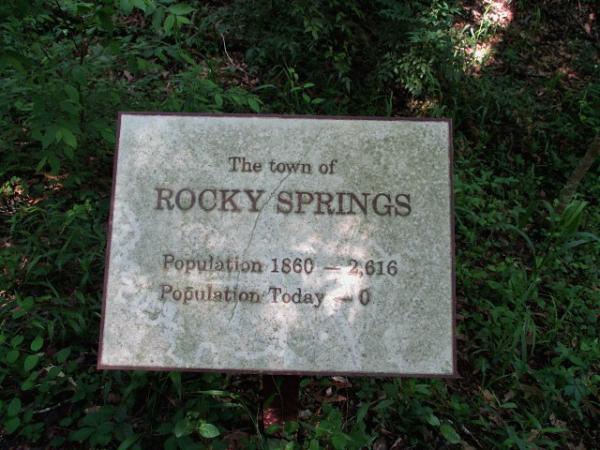 The town of
ROCKY SPRINGS
Population 1860 — 2,616
Population Today — 0